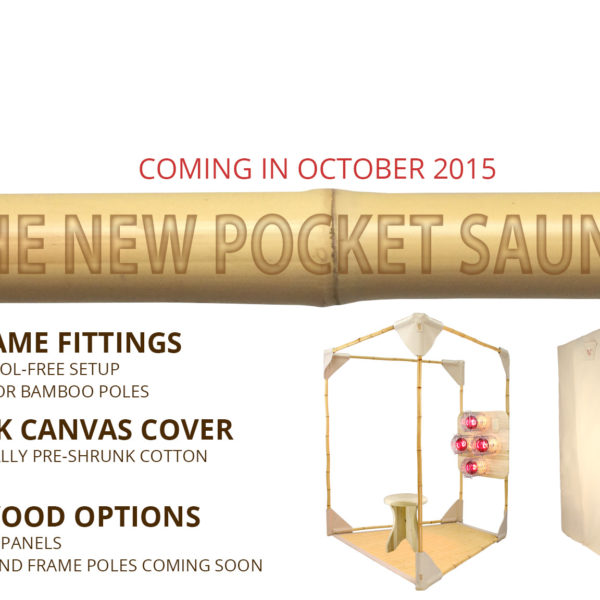 COMING IN OCTOBER 2015
HE NEW POCKET SAUN
AME FITTINGS
OL-FREE SETUP
OR BAMBOO POLES
K CANVAS COVER
ALLY PRE-SHRUNK COTTON
OOD OPTIONS
PANELS
ND FRAME POLES COMING SOON